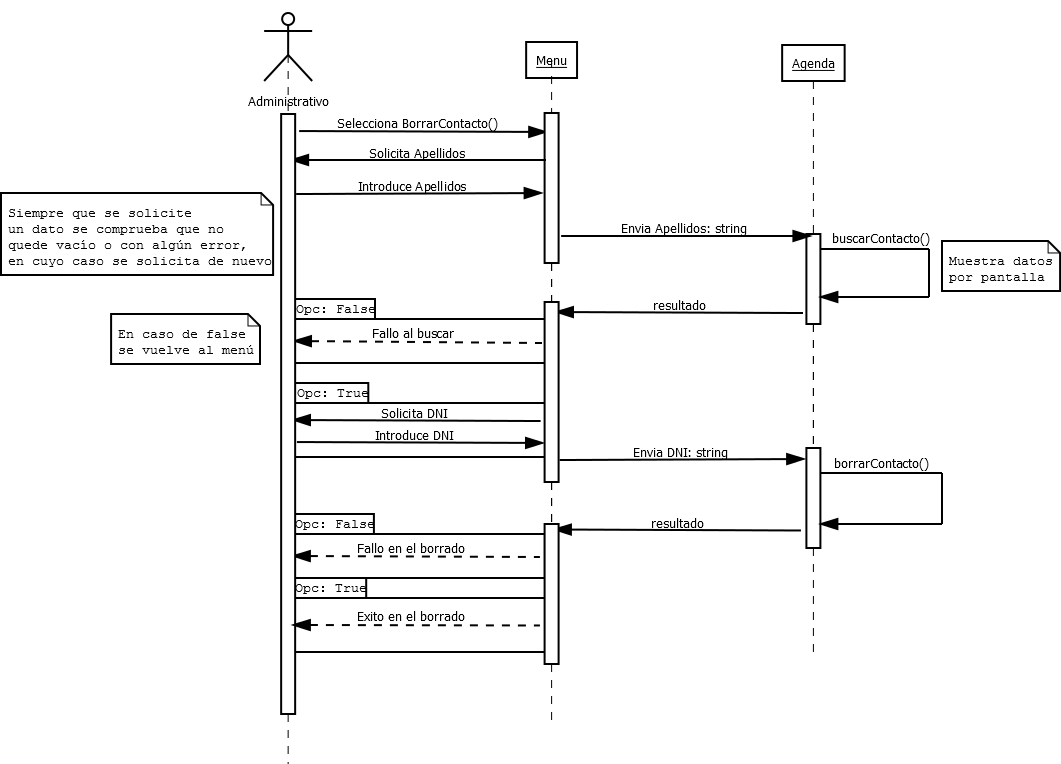 Menu
Agenda
Administrativo
Selecciona BorrarContacto()
Solicita Apellidos
Introduce Apellidos
Siempre que se solicite
un dato se comprueba que no
quede vacío o con algún error,
en cuyo caso se solicita de nuevo
Envia Apellidos: string
buscarContacto()
Muestra datos
por pantalla
resultado
Opc: False
Fallo al buscar
En caso de false
se vuelve al menú
Opc: True
Solicita DNI
Introduce DNI
Envia DNI: string
borrarContacto()
resultado
Opc: False
Fallo en el borrado
Opc: True
Exito en el borrado